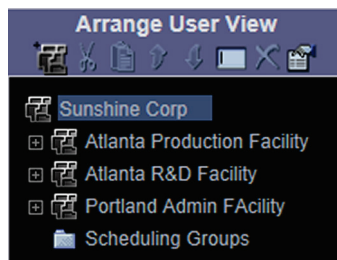 Arrange User View
Sunshine Corp
Atlanta Production Facility
Atlanta R&D Facility
Portland Admin FAcility
Scheduling Groups